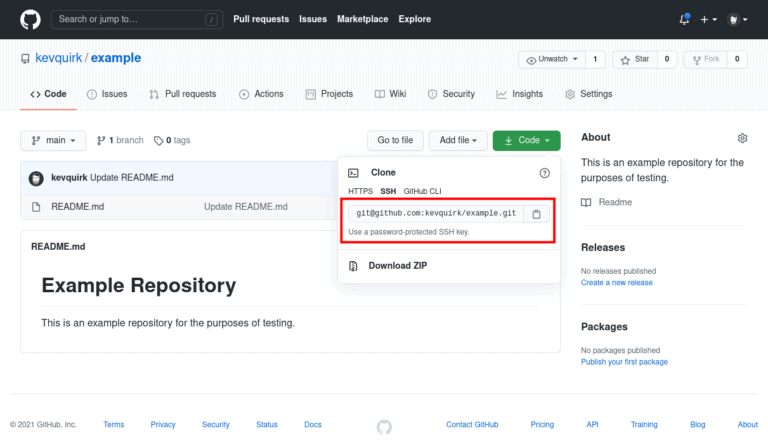 Search or jump to… /
Pull requests Issues Marketplace Explore
kevquirk / example
Unwatch 1 Star 0 Fork 0
Code Issues Pull requests Actions Projects Wiki Security Insights Settings
main 1 branch 0 tags Go to file Add file Code
kevquirk Update README.md
README.md Update README.md
README.md
Example Repository
This is an example repository for the purposes of testing.
Clone
HTTPS SSH GitHub CLI
git@github.com:kevquirk/example.git
Use a password-protected SSH key.
Download ZIP
About
This is an example repository for the
purposes of testing.
Readme
Releases
No releases published
Create a new release
Packages
No packages published
Publish your first package
© 2021 GitHub, Inc. Terms Privacy Security Status Docs Contact GitHub Pricing API Training Blog About